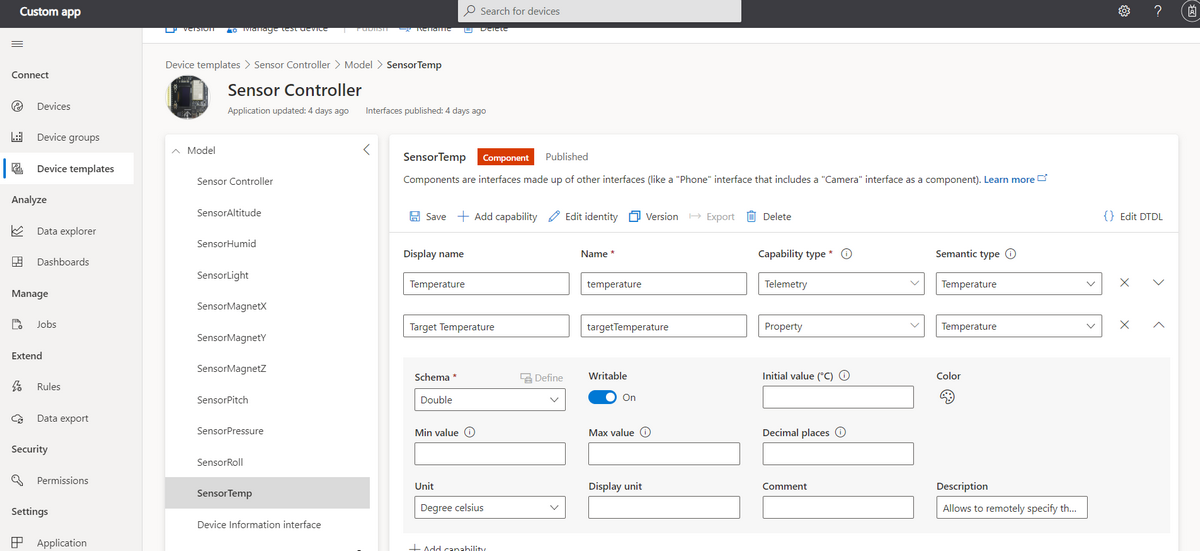 Custom app
Search for devices
Version Manage test device Publish Rename Delete
Connect
Devices
Device groups
Device templates
Analyze
Data explorer
Dashboards
Manage
Jobs
Extend
Rules
Data export
Security
Permissions
Settings
Application
Device templates > Sensor Controller > Model > SensorTemp
Sensor Controller
Application updated: 4 days ago Interfaces published: 4 days ago
Model
Sensor Controller
SensorAltitude
SensorHumid
SensorLight
SensorMagnetX
SensorMagnetY
SensorMagnetZ
SensorPitch
SensorPressure
SensorRoll
SensorTemp
Device Information interface
SensorTemp Component Published
Components are interfaces made up of other interfaces (like a "Phone" interface that includes a "Camera" interface as a component). Learn more
Save Add capability Edit identity Version Export Delete {} Edit DTDL
Display name Name * Capability type * Semantic type
Temperature temperature Telemetry Temperature
Target Temperature targetTemperature Property Temperature
Schema * Define Writable Initial value (°C) Color
Double On
Min value Max value Decimal places
Unit Display unit Comment Description
Degree celsius Allows to remotely specify th...
Add capability